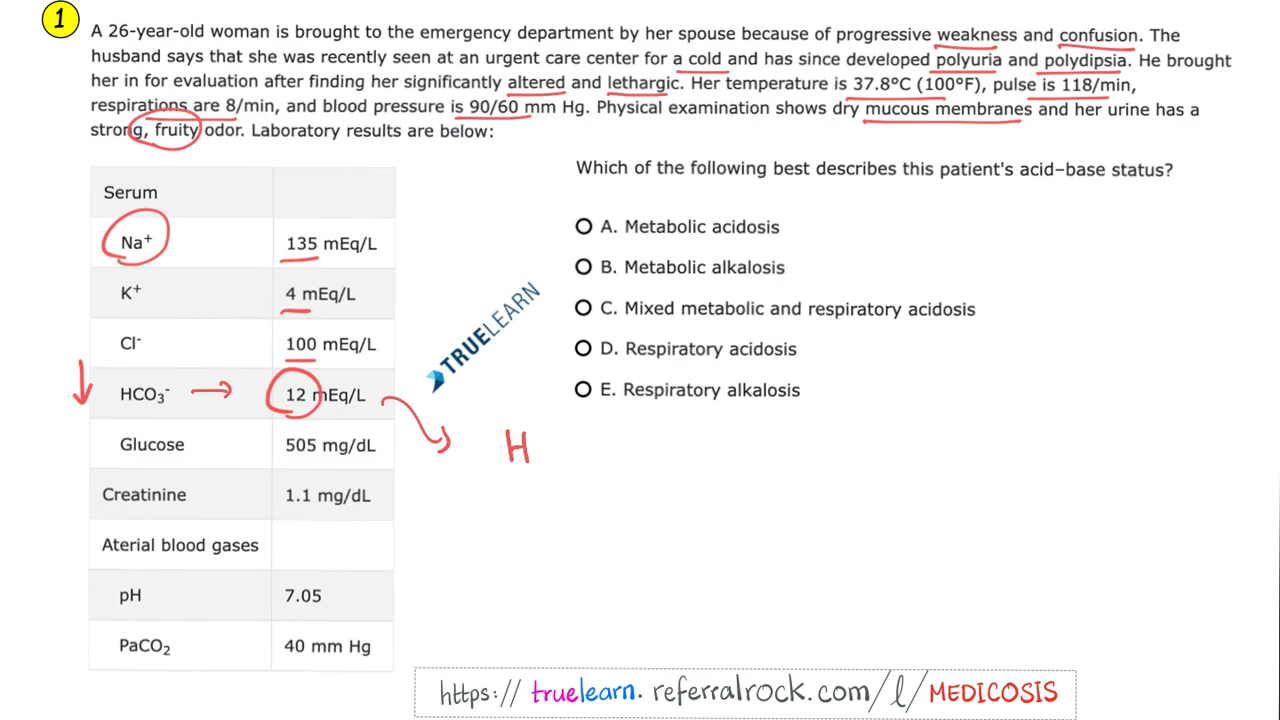 1
A 26-year-old woman is brought to the emergency department by her spouse because of progressive weakness and confusion. The
husband says that she was recently seen at an urgent care center for a cold and has since developed polyuria and polydipsia. He brought
her in for evaluation after finding her significantly altered and lethargic. Her temperature is 37.8°C (100°F), pulse is 118/min,
respirations are 8/min, and blood pressure is 90/60 mm Hg. Physical examination shows dry mucous membranes and her urine has a
strong, fruity odor. Laboratory results are below:
Serum
Na⁺ 135 mEq/L
K⁺ 4 mEq/L
Cl⁻ 100 mEq/L
HCO₃⁻ → 12 mEq/L
Glucose 505 mg/dL
Creatinine 1.1 mg/dL
Aterial blood gases
pH 7.05
PaCO₂ 40 mm Hg
Which of the following best describes this patient's acid–base status?
A. Metabolic acidosis
B. Metabolic alkalosis
C. Mixed metabolic and respiratory acidosis
D. Respiratory acidosis
E. Respiratory alkalosis
TRUELEARN
H
https://truelearn.referralrock.com/l/MEDICOSIS